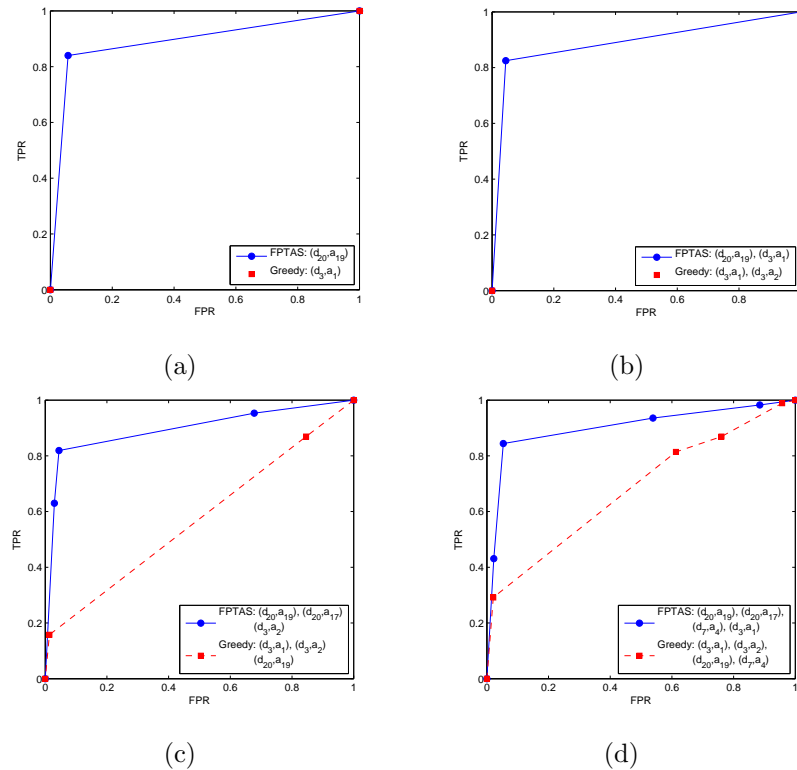 1
0.8
0.6
0.4
0.2
0
0 0.2 0.4 0.6 0.8 1
TPR
FPR
FPTAS: (d20,a19)
Greedy: (d3,a1)
(a)
1
0.8
0.6
0.4
0.2
0
0 0.2 0.4 0.6 0.8 1
TPR
FPR
FPTAS: (d20,a19), (d3,a1)
Greedy: (d3,a1), (d3,a2)
(b)
1
0.8
0.6
0.4
0.2
0
0 0.2 0.4 0.6 0.8 1
TPR
FPR
FPTAS: (d20,a19), (d20,a17)
(d3,a2)
Greedy: (d3,a1), (d3,a2)
(d20,a19)
(c)
1
0.8
0.6
0.4
0.2
0
0 0.2 0.4 0.6 0.8 1
TPR
FPR
FPTAS: (d20,a19), (d20,a17),
(d7,a4), (d3,a1)
Greedy: (d3,a1), (d3,a2),
(d20,a19), (d7,a4)
(d)